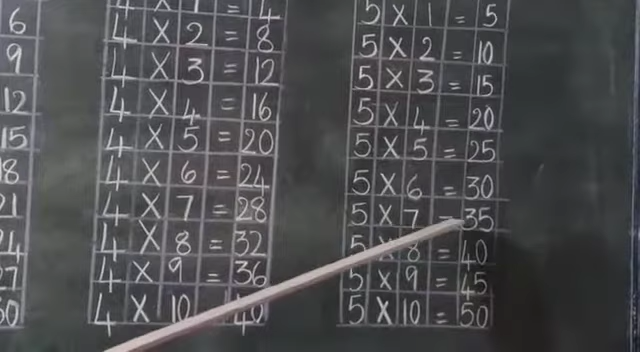 6
9
12
15
18
21
24
27
30
4 X 1 = 4
4 X 2 = 8
4 X 3 = 12
4 X 4 = 16
4 X 5 = 20
4 X 6 = 24
4 X 7 = 28
4 X 8 = 32
4 X 9 = 36
4 X 10 40
5 X 1 = 5
5 X 2 = 10
5 X 3 = 15
5 X 4 = 20
5 X 5 = 25
5 X 6 = 30
5 X 7 = 35
5 X 8 = 40
5 X 9 = 45
5 X 10 = 50